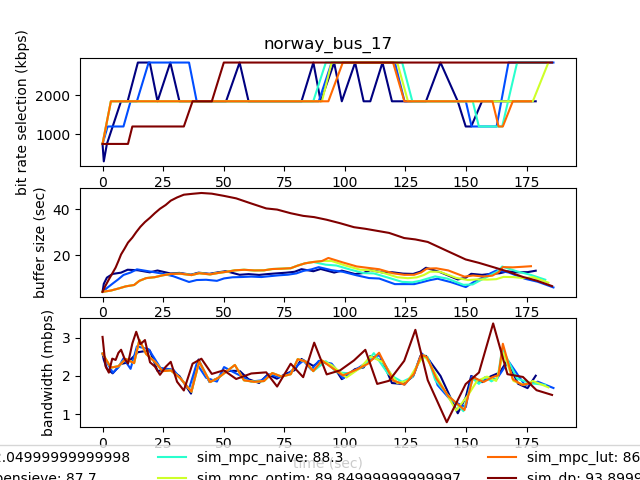 norway_bus_17
bit rate selection (kbps)
2000
1000
0 25 50 75 100 125 150 175
buffer size (sec)
40
20
0 25 50 75 100 125 150 175
bandwidth (mbps)
3
2
1
0 25 50 75 100 125 150 175
time (sec)
.04999999999998 sim_mpc_naive: 88.3 sim_mpc_lut: 86
ensieve: 87.7 sim_mpc_optim: 89.84999999999997 sim_dp: 93.8999